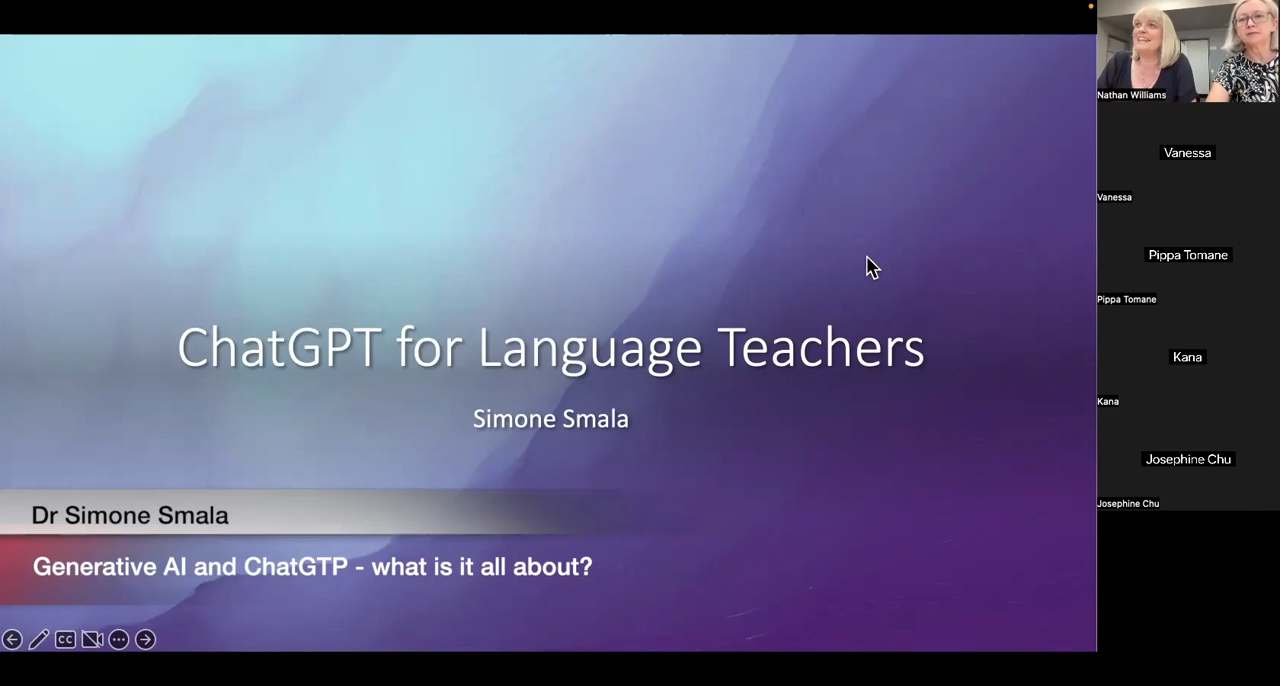 ChatGPT for Language Teachers
Simone Smala
Dr Simone Smala
Generative AI and ChatGTP - what is it all about?
CC
Nathan Williams
Vanessa
Vanessa
Pippa Tomane
Pippa Tomane
Kana
Kana
Josephine Chu
Josephine Chu